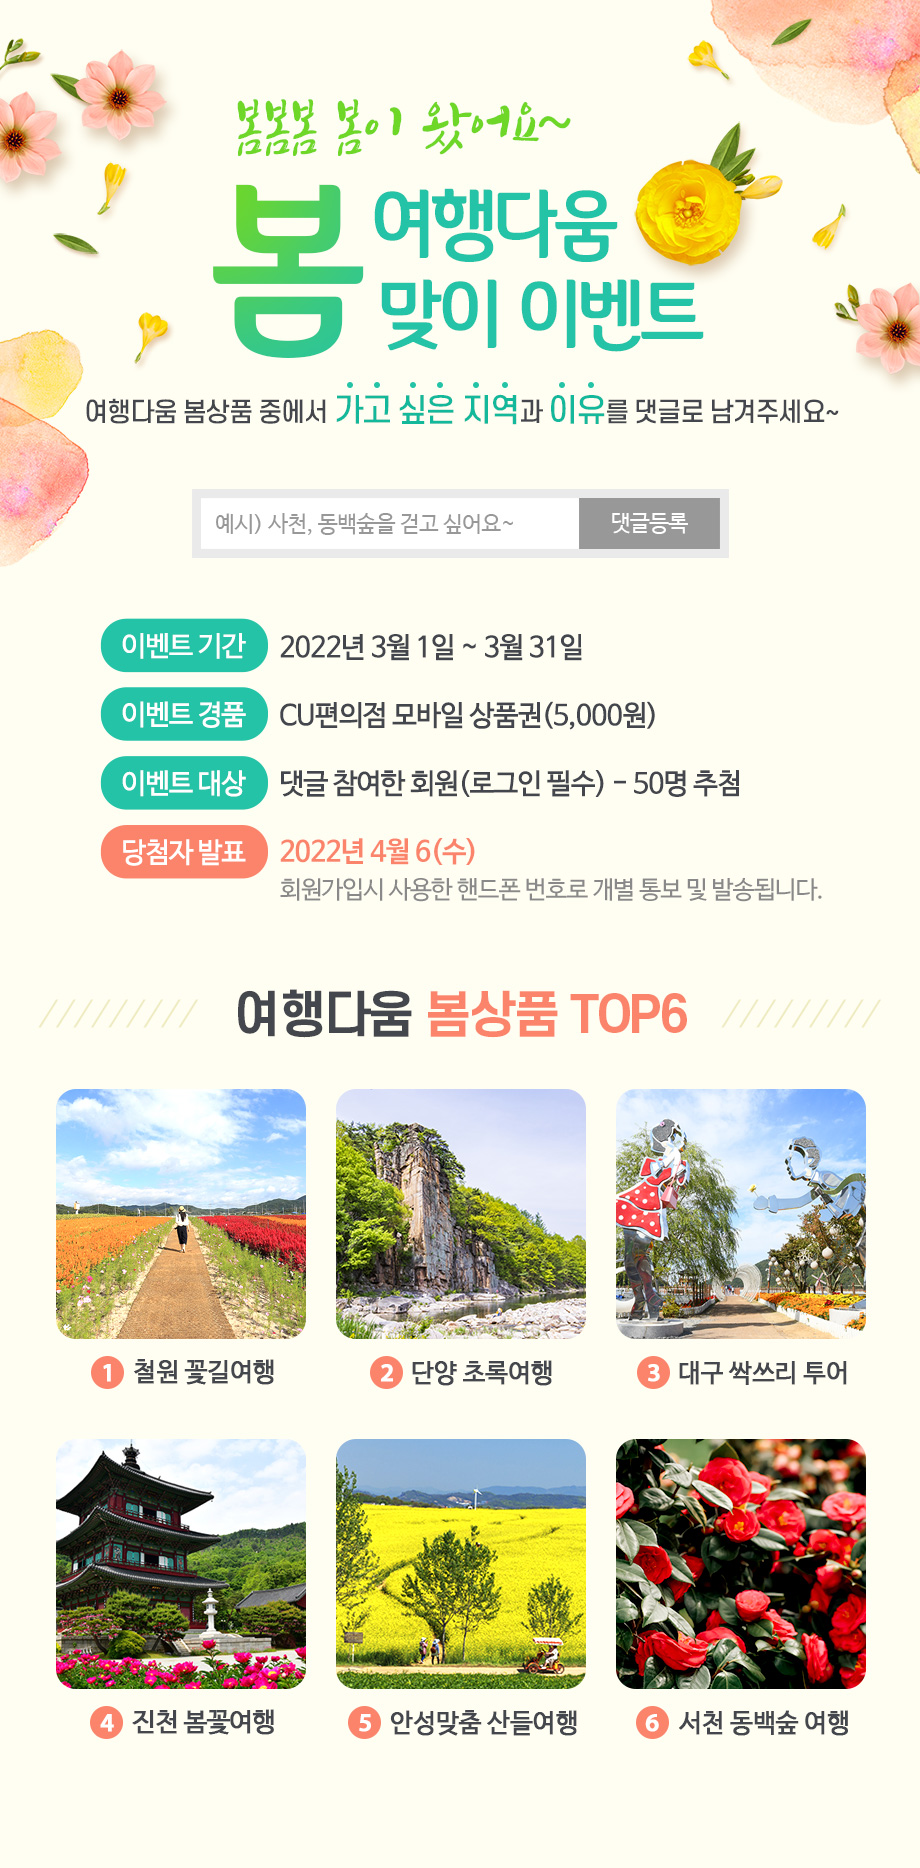 봄봄봄 봄이 왔어요~
봄 여행다움
맞이 이벤트
여행다움 봄상품 중에서 가고 싶은 지역과 이유를 댓글로 남겨주세요~
예시) 사천, 동백숲을 걷고 싶어요~ 댓글등록
이벤트 기간 2022년 3월 1일 ~ 3월 31일
이벤트 경품 CU편의점 모바일 상품권(5,000원)
이벤트 대상 댓글 참여한 회원(로그인 필수) - 50명 추첨
당첨자 발표 2022년 4월 6(수)
회원가입시 사용한 핸드폰 번호로 개별 통보 및 발송됩니다.
여행다움 봄상품 TOP6
1 철원 꽃길여행
2 단양 초록여행
3 대구 싹쓰리 투어
4 진천 봄꽃여행
5 안성맞춤 산들여행
6 서천 동백숲 여행